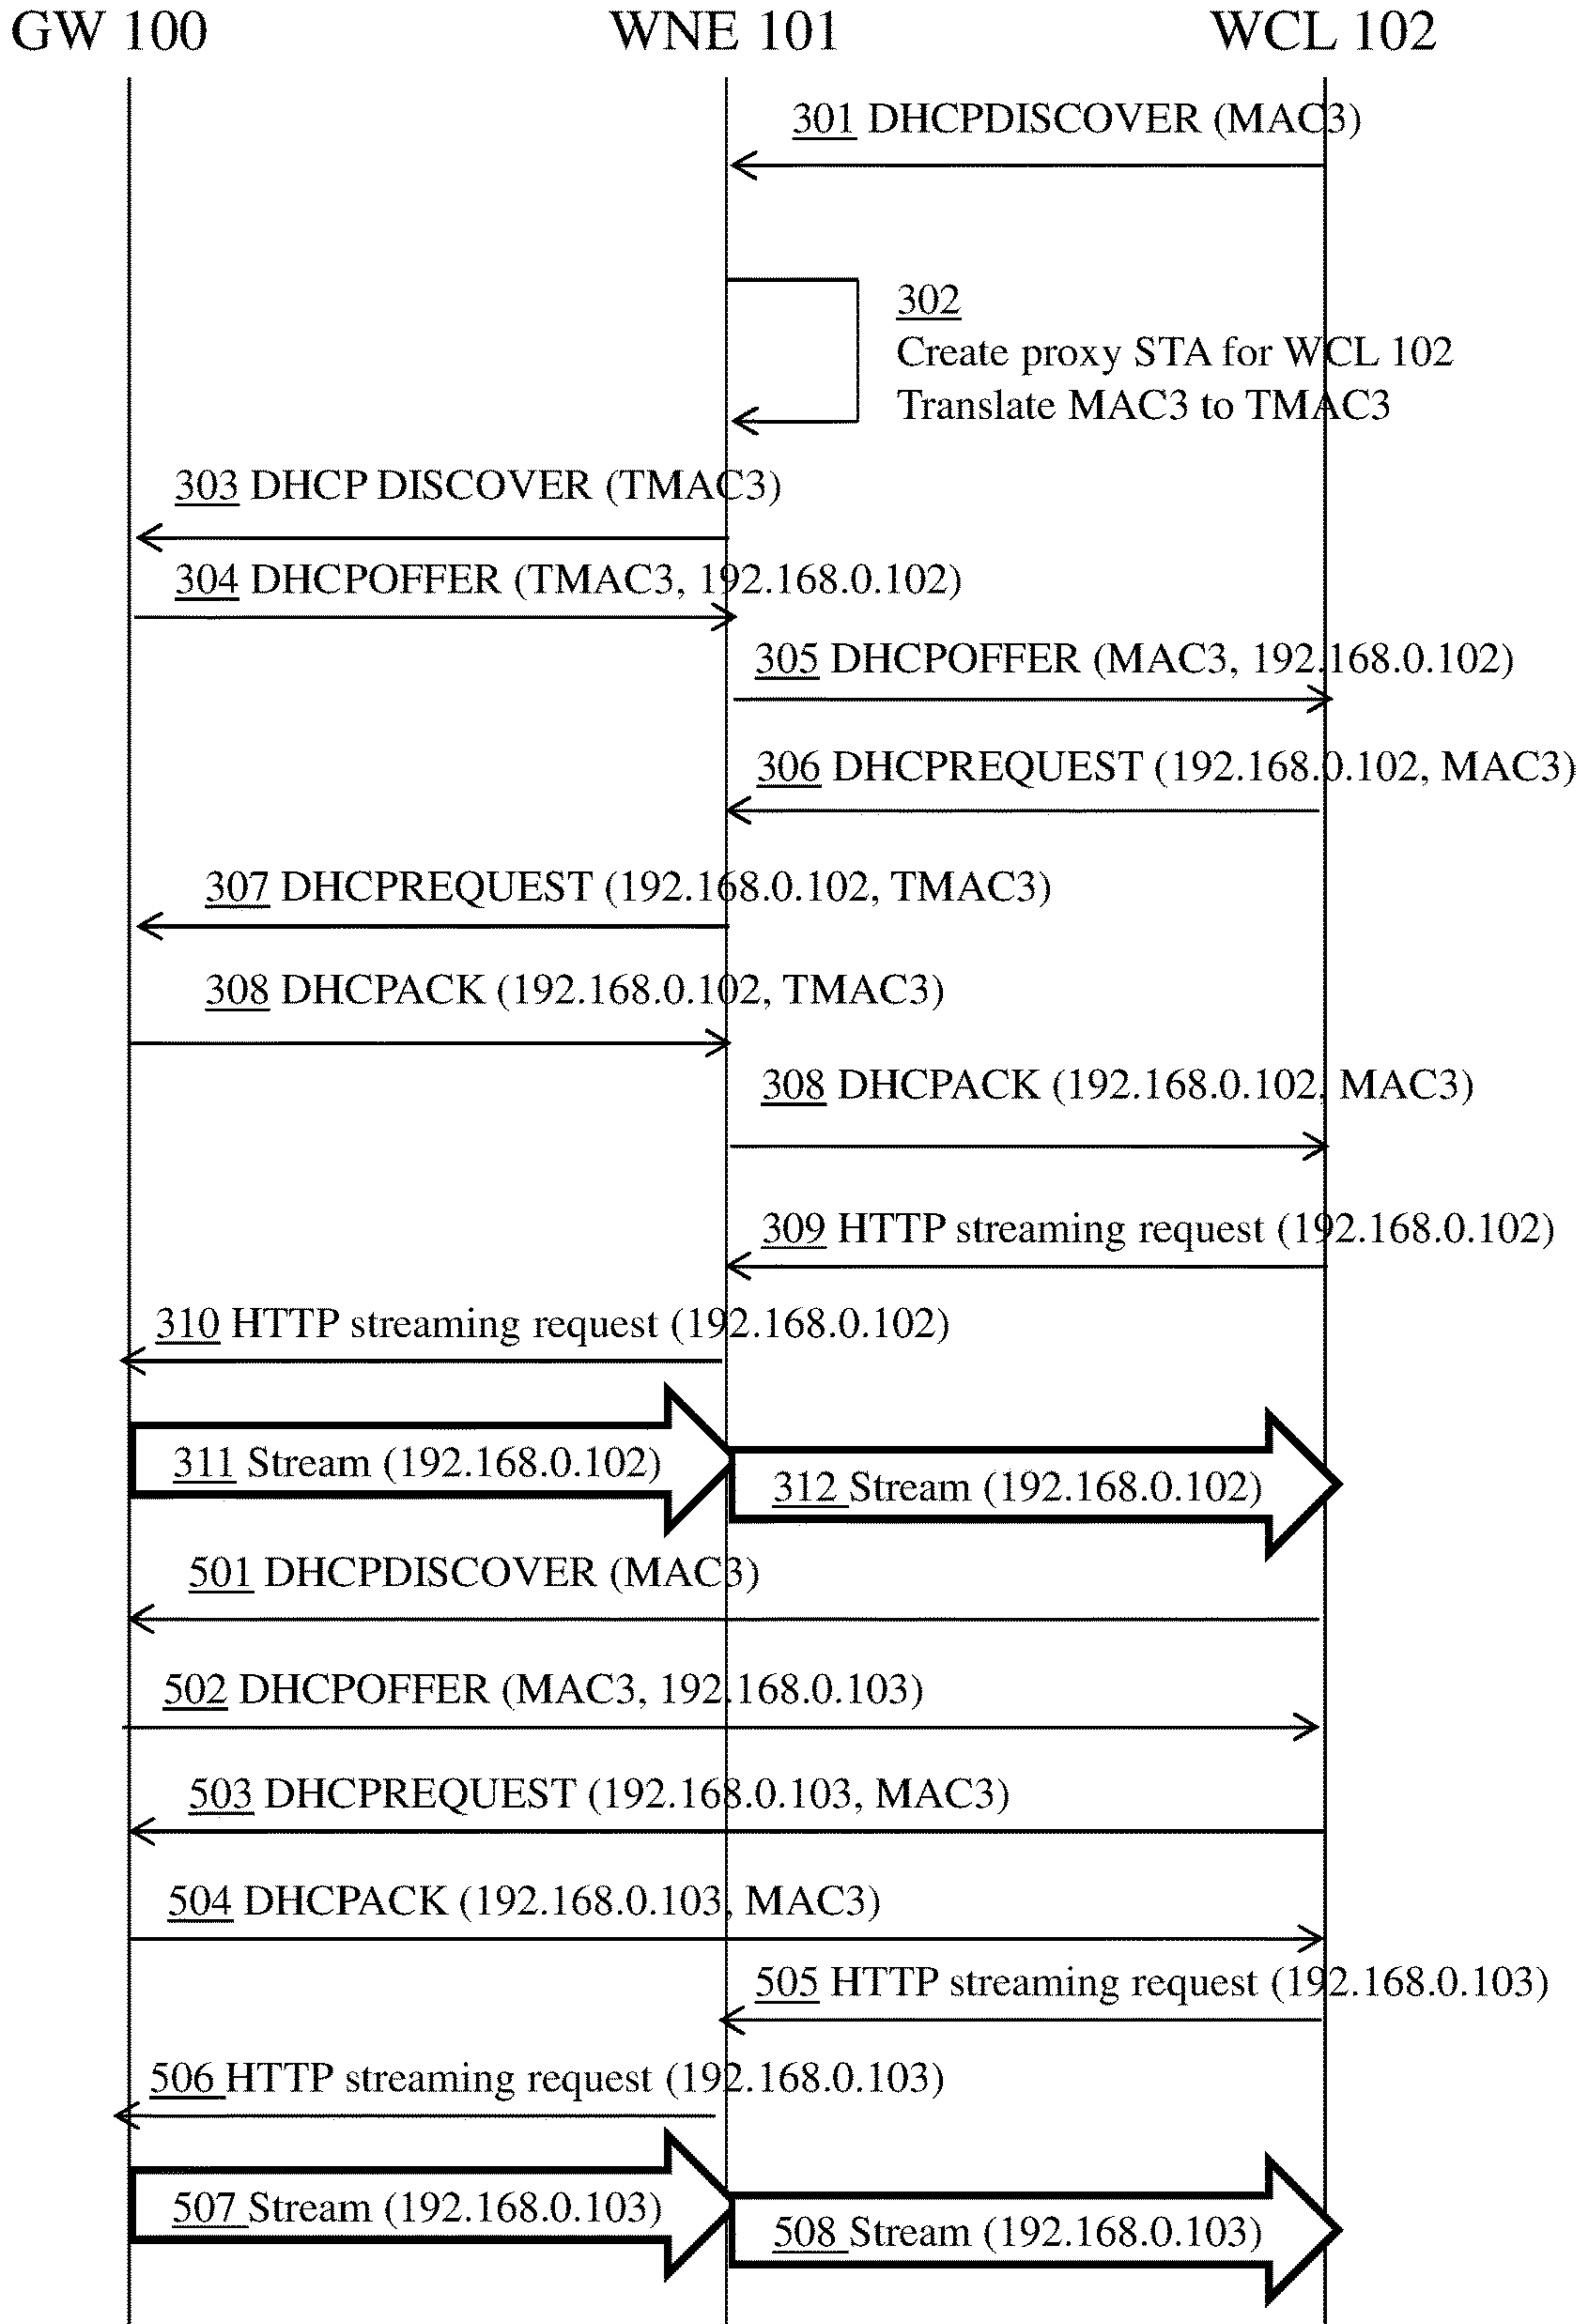 GW 100 WNE 101 WCL 102
301 DHCPDISCOVER (MAC3)
302
Create proxy STA for WCL 102
Translate MAC3 to TMAC3
303 DHCP DISCOVER (TMAC3)
304 DHCPOFFER (TMAC3, 192.168.0.102)
305 DHCPOFFER (MAC3, 192.168.0.102)
306 DHCPREQUEST (192.168.0.102, MAC3)
307 DHCPREQUEST (192.168.0.102, TMAC3)
308 DHCPACK (192.168.0.102, TMAC3)
308 DHCPACK (192.168.0.102, MAC3)
309 HTTP streaming request (192.168.0.102)
310 HTTP streaming request (192.168.0.102)
311 Stream (192.168.0.102)
312 Stream (192.168.0.102)
501 DHCPDISCOVER (MAC3)
502 DHCPOFFER (MAC3, 192.168.0.103)
503 DHCPREQUEST (192.168.0.103, MAC3)
504 DHCPACK (192.168.0.103, MAC3)
505 HTTP streaming request (192.168.0.103)
506 HTTP streaming request (192.168.0.103)
507 Stream (192.168.0.103)
508 Stream (192.168.0.103)